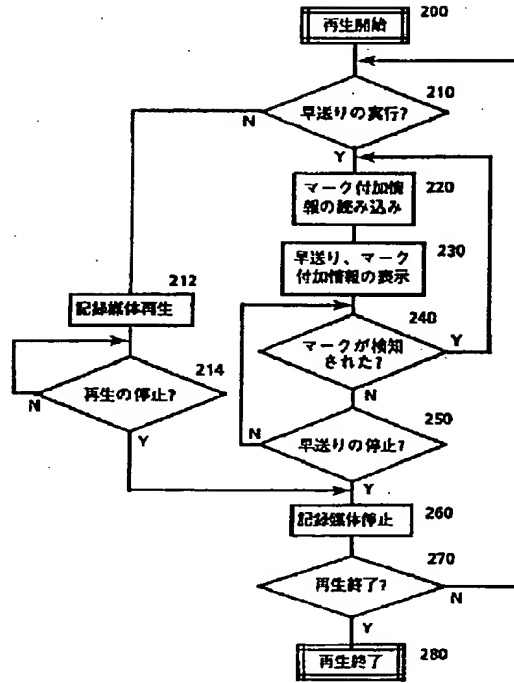 200
再生開始
210
早送りの実行?
N
Y
マーク付加情
報の読み込み
220
早送り、マーク
付加情報の表示
230
212
記録媒体再生
240
マークが検知
された?
Y
N
214
再生の停止?
N
Y
250
早送りの停止?
N
Y
260
記録媒体停止
270
再生終了?
N
Y
280
再生終了